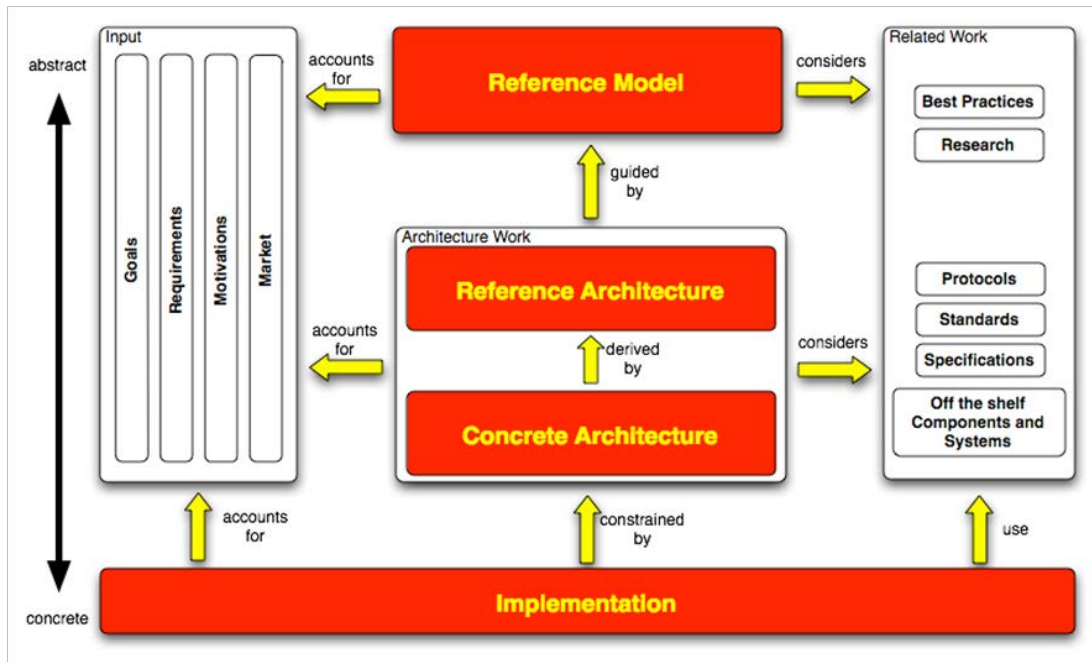 Input
Related Work
abstract
accounts
for
Reference Model
considers
Best Practices
Research
guided
by
Goals
Requirements
Motivations
Market
Architecture Work
Reference Architecture
Protocols
Standards
accounts
for
derived
by
considers
Specifications
Concrete Architecture
Off the shelf
Components and
Systems
accounts
for
constrained
by
use
Implementation
concrete